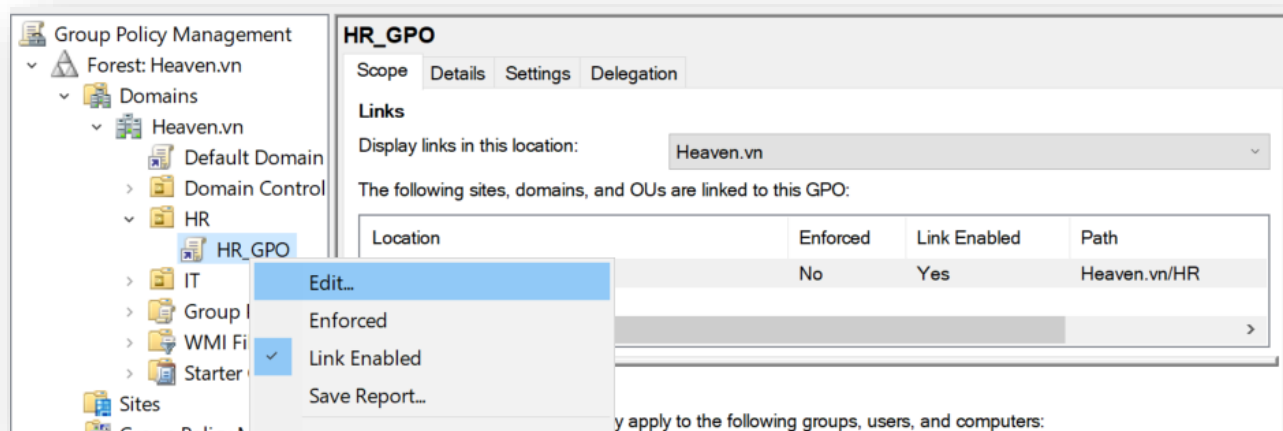 Group Policy Management
Forest: Heaven.vn
Domains
Heaven.vn
Default Domain
Domain Control
HR
HR_GPO
IT
Group
WMI Fi
Starter
Sites
HR_GPO
Scope Details Settings Delegation
Links
Display links in this location: Heaven.vn
The following sites, domains, and OUs are linked to this GPO:
Location Enforced Link Enabled Path
No Yes Heaven.vn/HR
Edit...
Enforced
Link Enabled
Save Report...
y apply to the following groups, users, and computers: